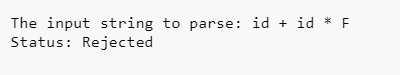 The input string to parse: id + id * F
Status: Rejected